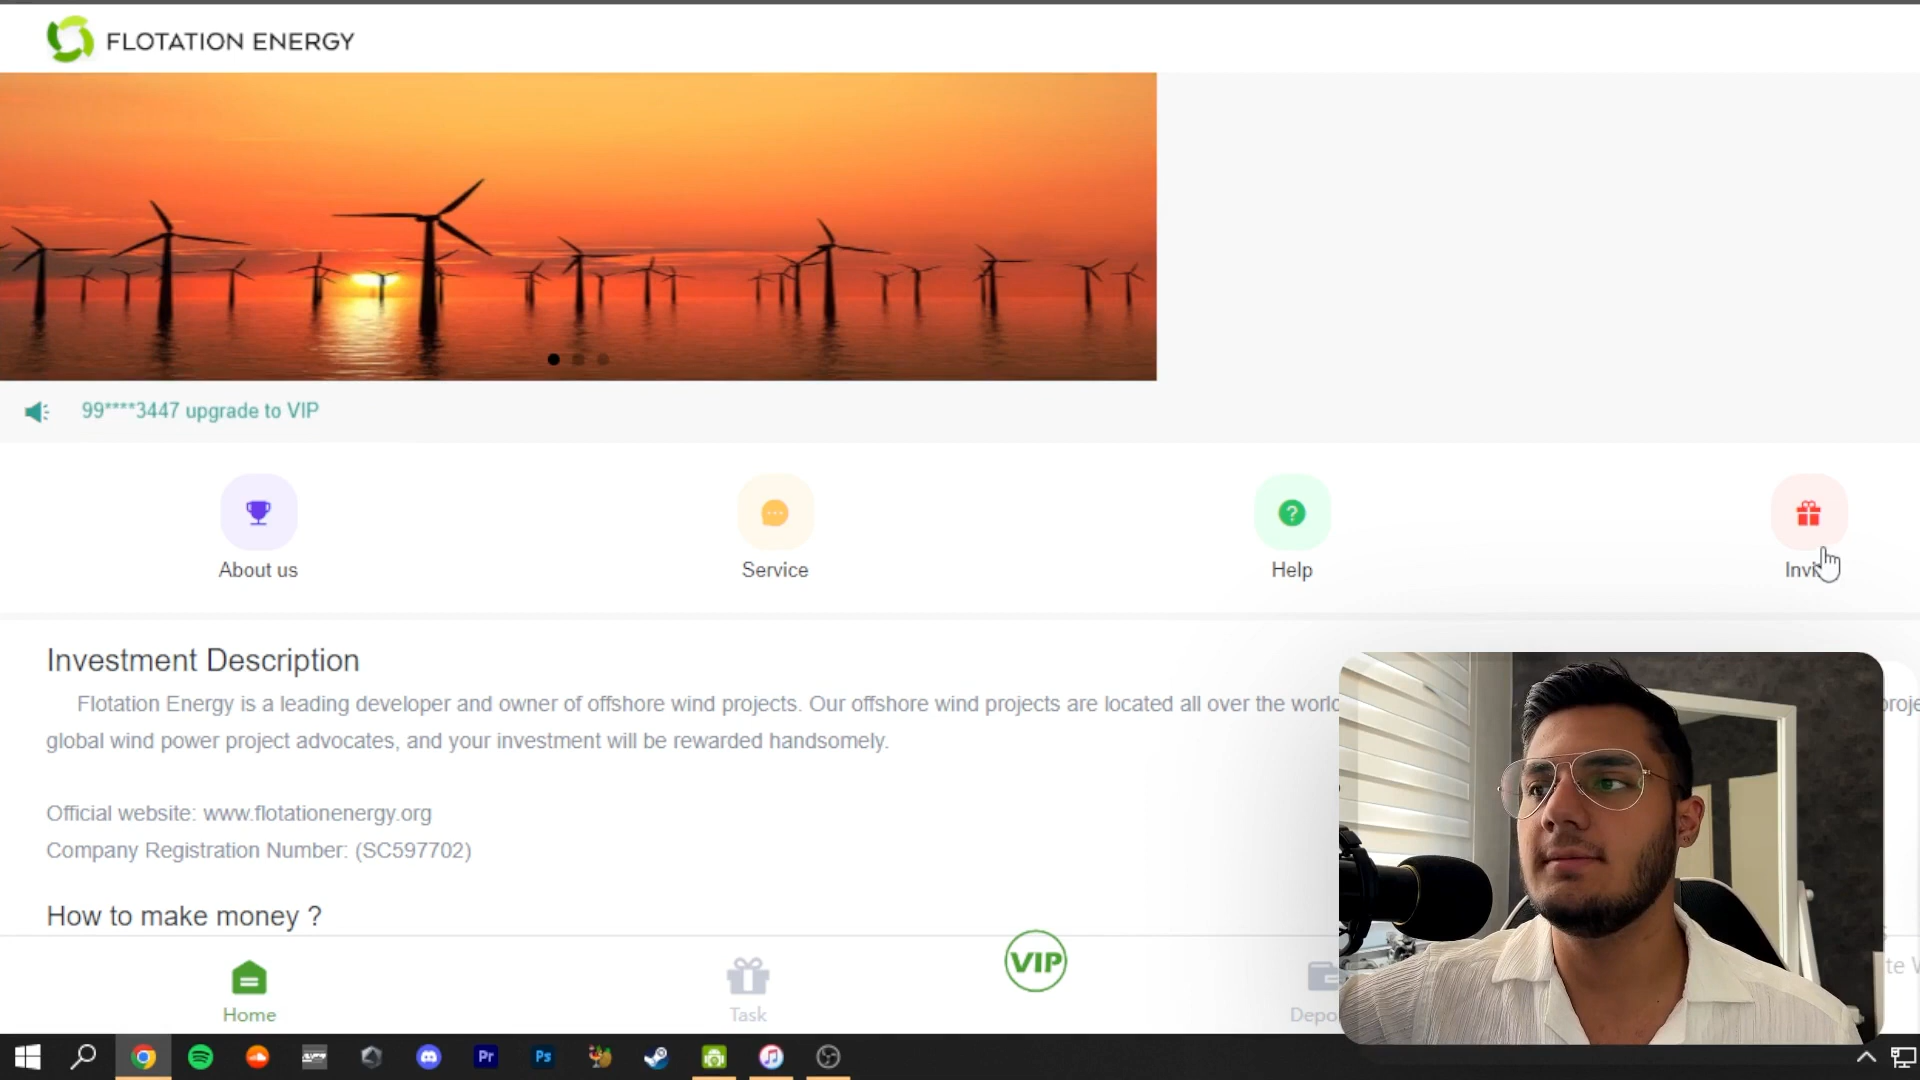 FLOTATION ENERGY
99****3447 upgrade to VIP
About us
Service
Help
Investment Description
Flotation Energy is a leading developer and owner of offshore wind projects. Our offshore wind projects are located all over the
global wind power project advocates, and your investment will be rewarded handsomely.
Official website: www.flotationenergy.org
Company Registration Number: (SC597702)
How to make money ?
VIP
Home
Task
?
Pr
Ps